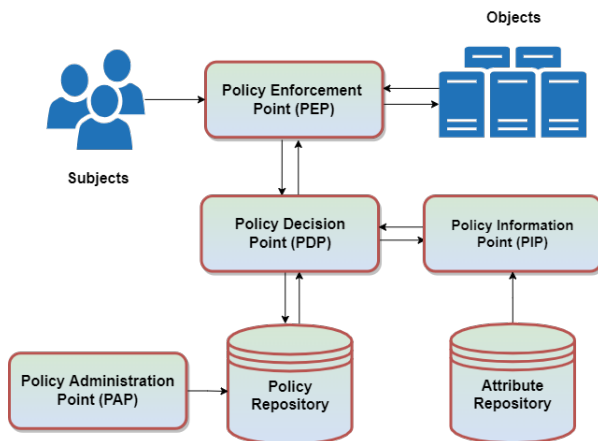 Objects
Policy Enforcement
Point (PEP)
Subjects
Policy Decision
Point (PDP)
Policy Information
Point (PIP)
Policy Administration
Point (PAP)
Policy
Repository
Attribute
Repository